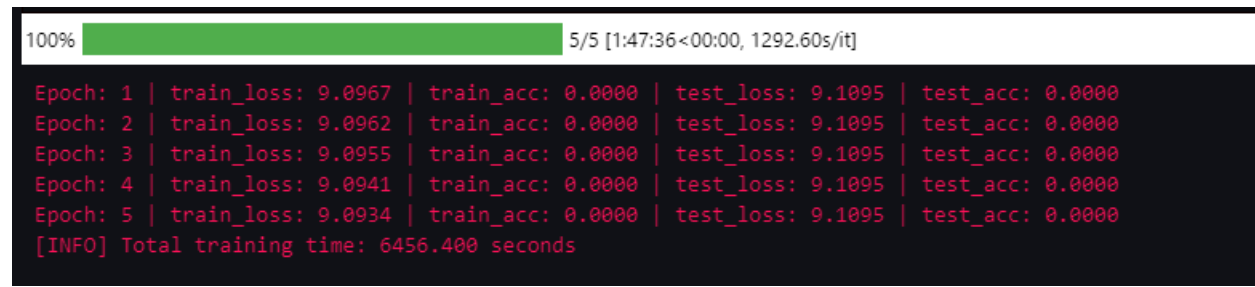 100% 5/5 [1:47:36<00:00, 1292.60s/it]
Epoch: 1 | train_loss: 9.0967 | train_acc: 0.0000 | test_loss: 9.1095 | test_acc: 0.0000
Epoch: 2 | train_loss: 9.0962 | train_acc: 0.0000 | test_loss: 9.1095 | test_acc: 0.0000
Epoch: 3 | train_loss: 9.0955 | train_acc: 0.0000 | test_loss: 9.1095 | test_acc: 0.0000
Epoch: 4 | train_loss: 9.0941 | train_acc: 0.0000 | test_loss: 9.1095 | test_acc: 0.0000
Epoch: 5 | train_loss: 9.0934 | train_acc: 0.0000 | test_loss: 9.1095 | test_acc: 0.0000
[INFO] Total training time: 6456.400 seconds